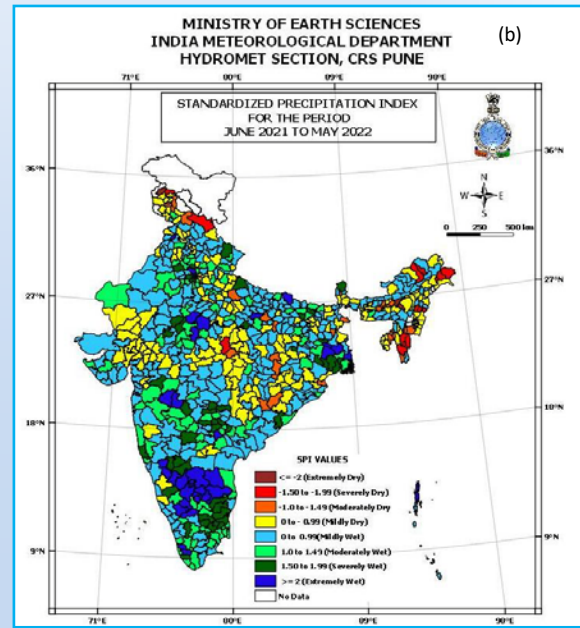 MINISTRY OF EARTH SCIENCES
INDIA METEOROLOGICAL DEPARTMENT
HYDROMET SECTION, CRS PUNE
(b)
71°E 80°E 89°E 90°E
STANDARDIZED PRECIPITATION INDEX
FOR THE PERIOD
JUNE 2021 TO MAY 2022
36°N 36°N
N
W E
S
0 250 500 km
27°N 27°N
18°N 10°N
SPI VALUES
<= -2 (Extremely Dry)
-1.50 to -1.99 (Severely Dry)
-1.0 to -1.49 (Moderately Dry
0 to -0.99 (Mildly Dry)
0 to 0.99 (Mildly Wet)
1.0 to 1.49 (Moderately Wet)
1.50 to 1.99 (Severely Wet)
>= 2 (Extremely Wet)
No Data
9°N 9°N
71°E 80°E 89°E 90°E